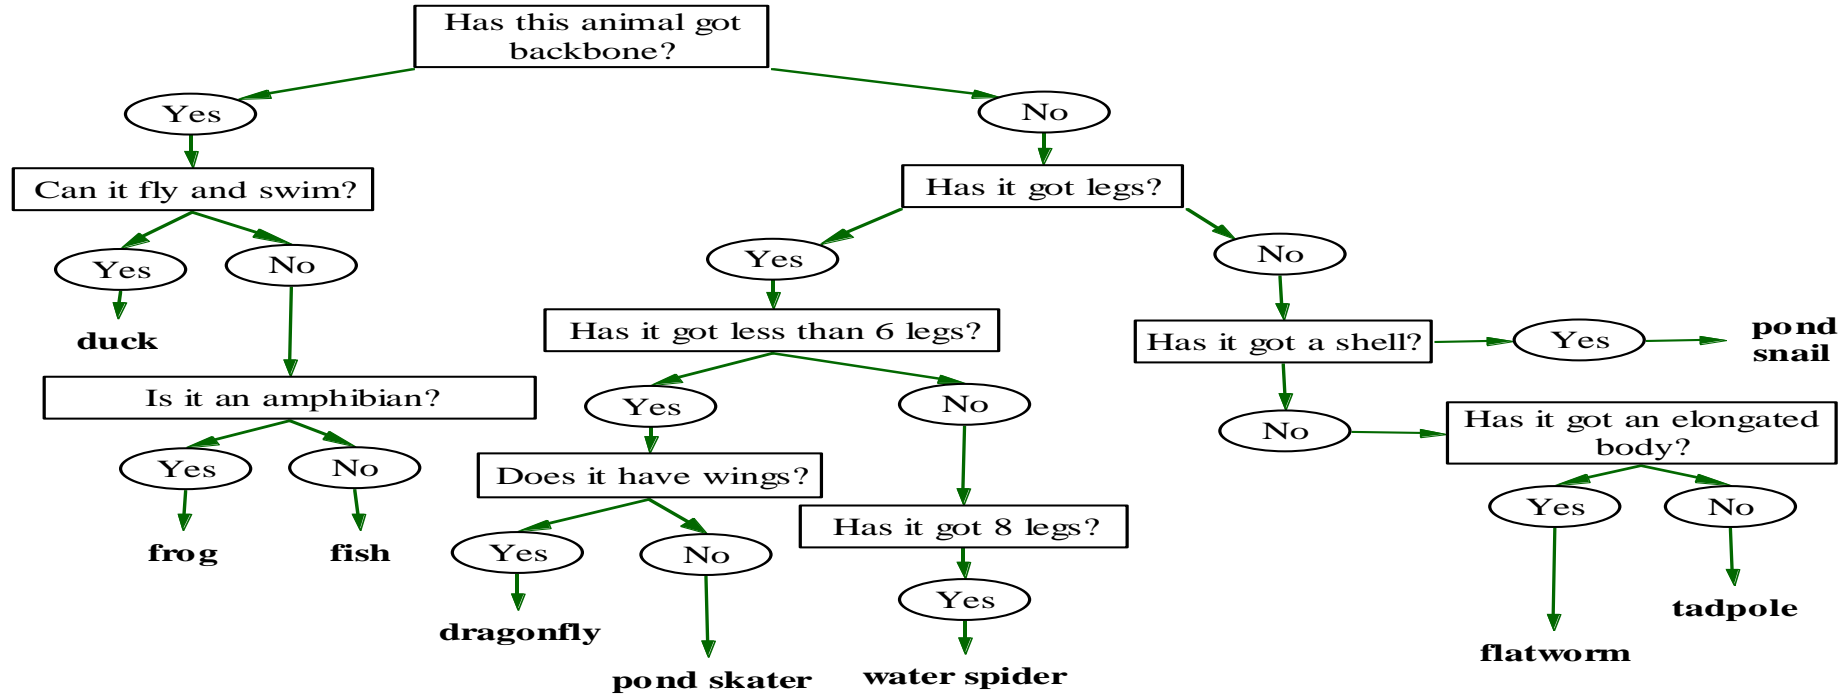 Has this animal got
backbone?
Yes
No
Can it fly and swim?
Has it got legs?
Yes
No
Yes
No
duck
Has it got less than 6 legs?
Has it got a shell?
Yes
pond
snail
Is it an amphibian?
Yes
No
No
Has it got an elongated
body?
Yes
No
Does it have wings?
Has it got 8 legs?
Yes
No
frog
fish
Yes
No
Yes
dragonfly
tadpole
pond skater
water spider
flatworm